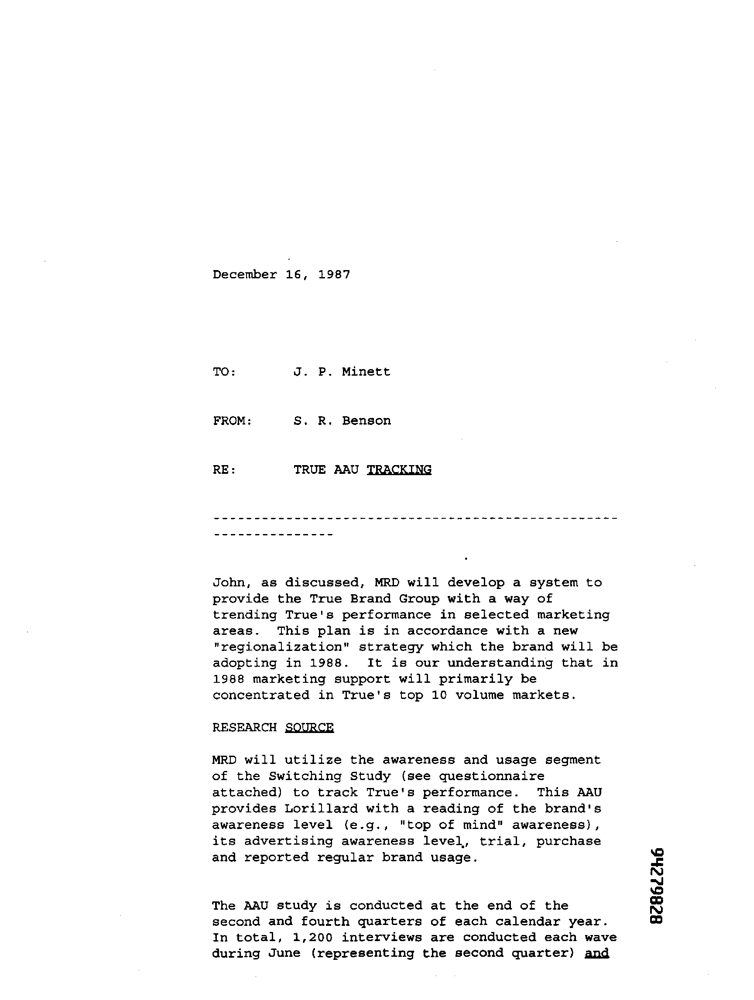 December 16, 1987
TO: J. P. Minett
FROM: S. R. Benson
RE: TRUE AAU TRACKING
--------------------------------------------------
---------------
John, as discussed, MRD will develop a system to
provide the True Brand Group with a way of
trending True's performance in selected marketing
areas. This plan is in accordance with a new
"regionalization" strategy which the brand will be
adopting in 1988. It is our understanding that in
1988 marketing support will primarily be
concentrated in True's top 10 volume markets.
RESEARCH SOURCE
MRD will utilize the awareness and usage segment
of the Switching Study (see questionnaire
attached) to track True's performance. This AAU
provides Lorillard with a reading of the brand's
awareness level (e.g., "top of mind" awareness),
its advertising awareness level, trial, purchase
and reported regular brand usage.
The AAU study is conducted at the end of the
second and fourth quarters of each calendar year.
In total, 1,200 interviews are conducted each wave
during June (representing the second quarter) and
94279828